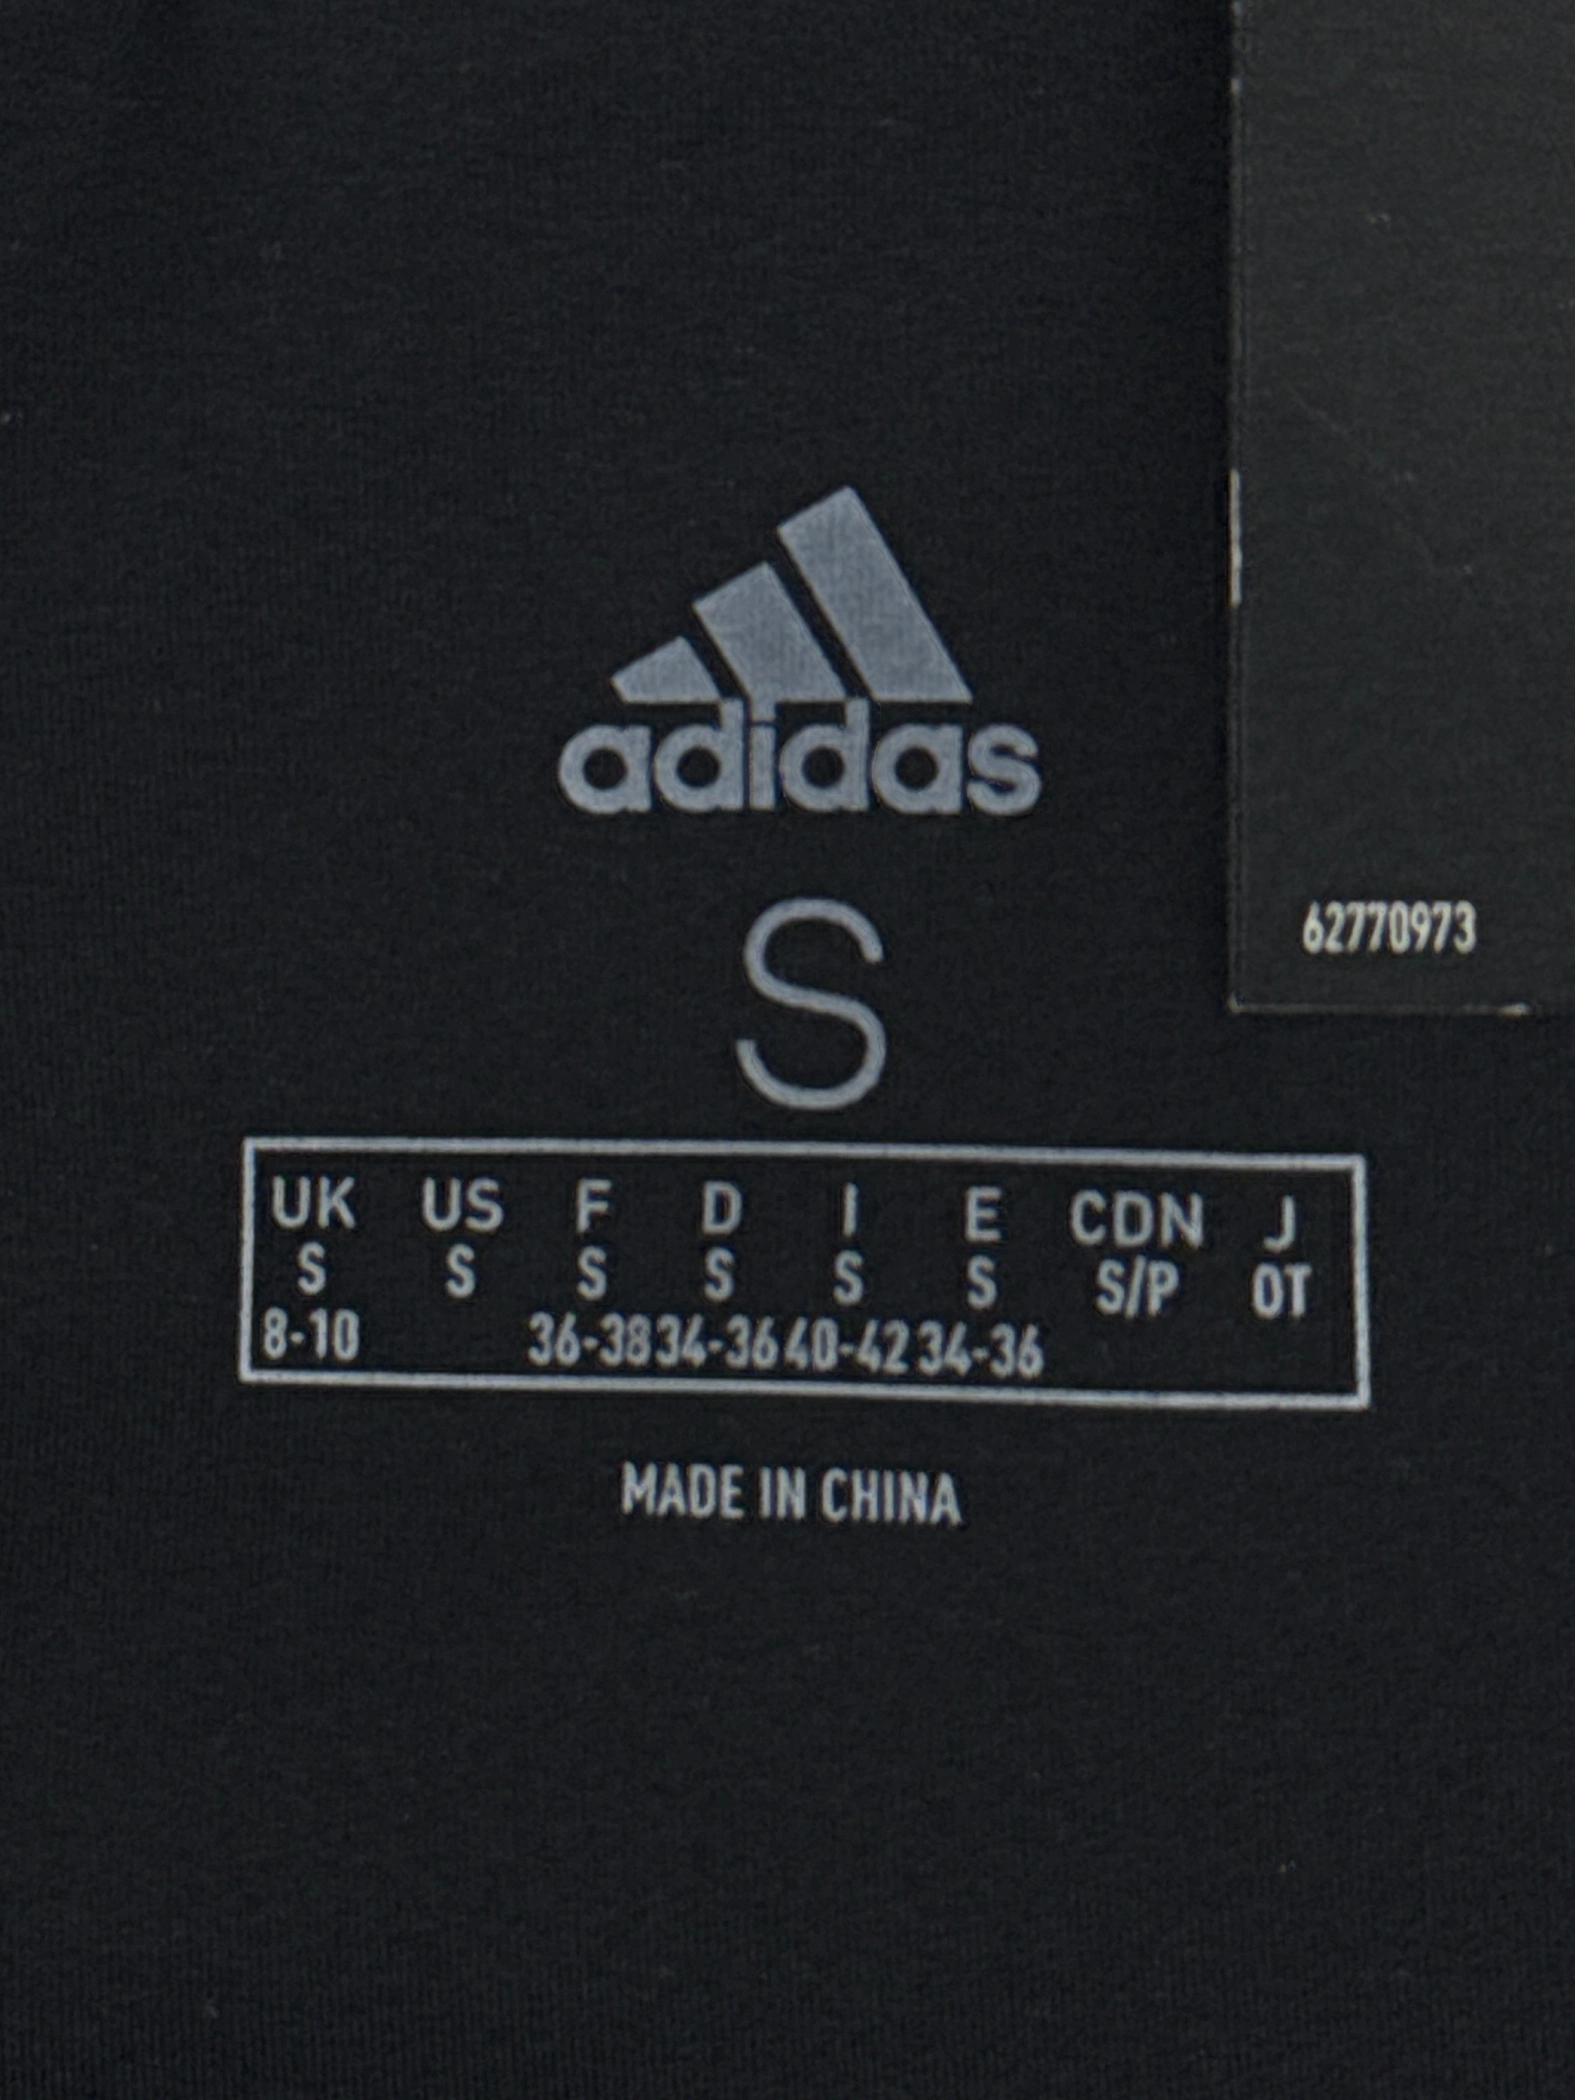 adidas
S
62770973
UK US F D I E CDN J
S S S S S S S/P OT
8-10 36-38 34-36 40-42 34-36
MADE IN CHINA